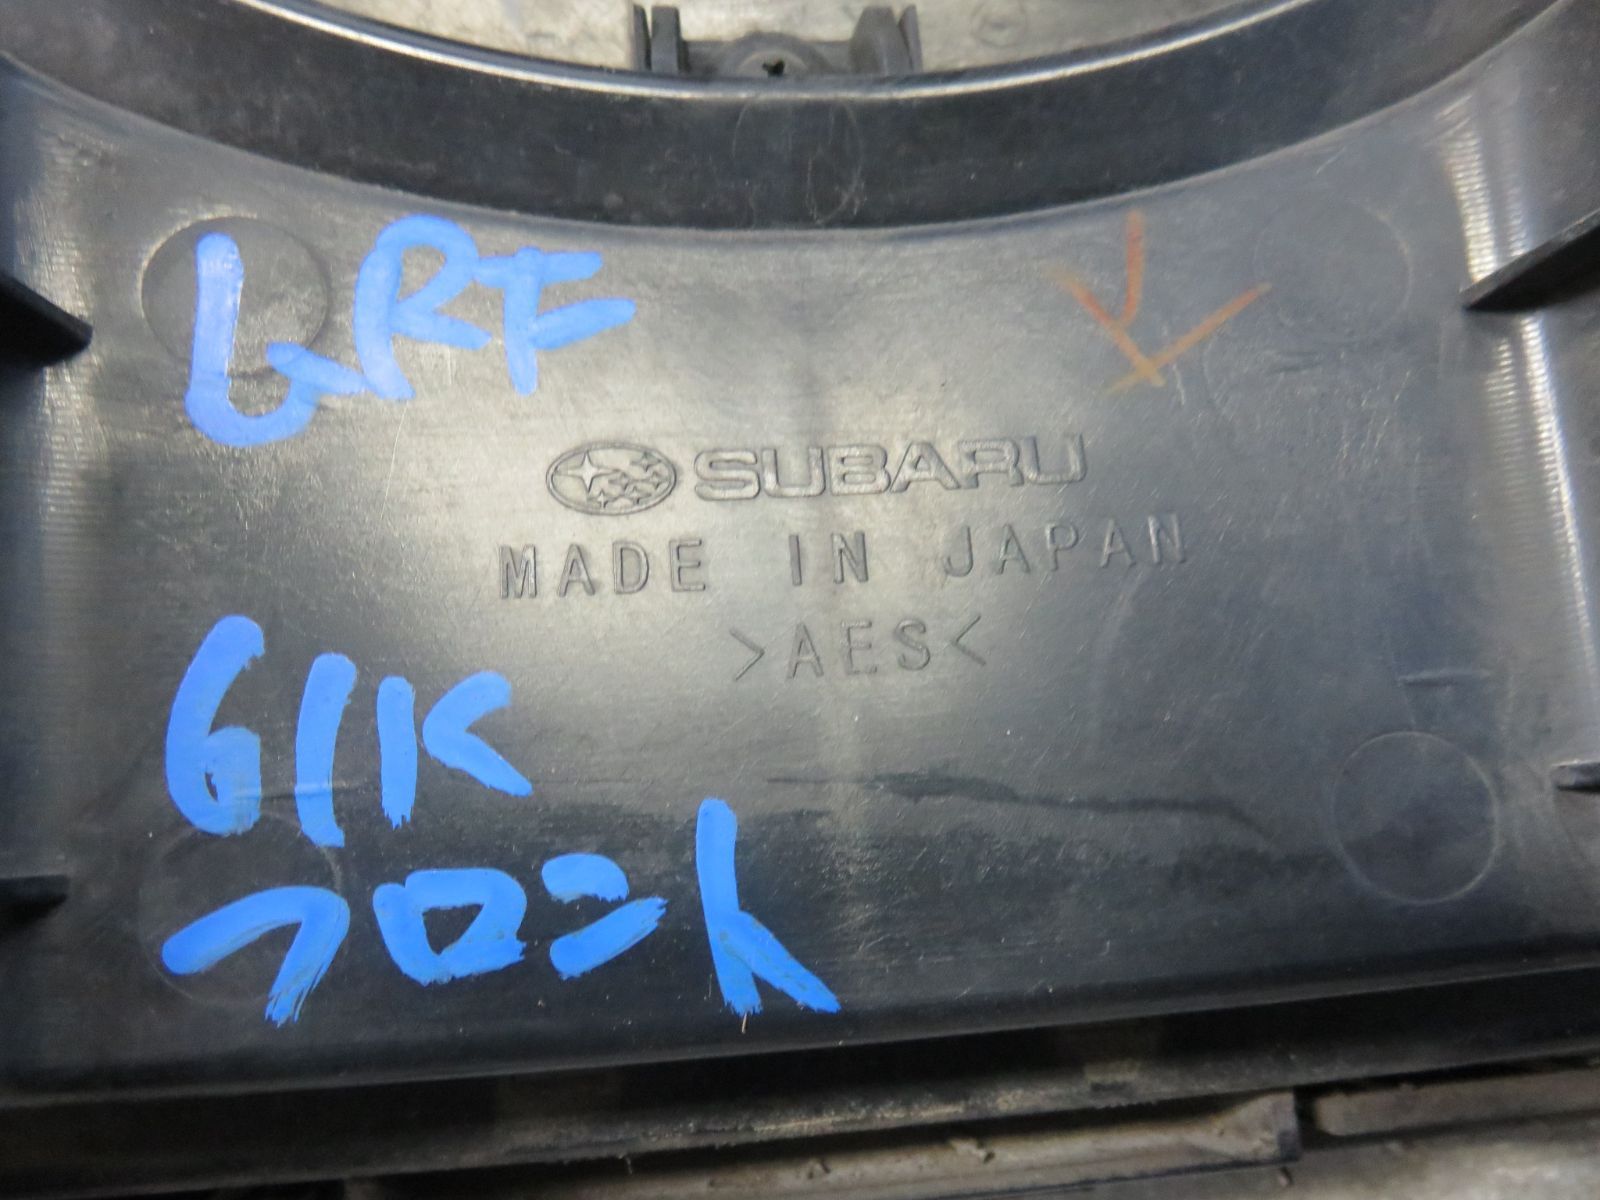 GRF
SUBARU
MADE IN JAPAN
>AES<
61K
フロント